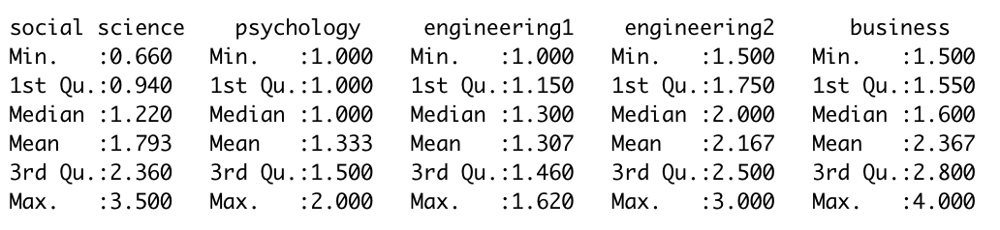 social science psychology engineering1 engineering2 business
Min. :0.660 Min. :1.000 Min. :1.000 Min. :1.500 Min. :1.500
1st Qu.:0.940 1st Qu.:1.000 1st Qu.:1.150 1st Qu.:1.750 1st Qu.:1.550
Median :1.220 Median :1.000 Median :1.300 Median :2.000 Median :1.600
Mean :1.793 Mean :1.333 Mean :1.307 Mean :2.167 Mean :2.367
3rd Qu.:2.360 3rd Qu.:1.500 3rd Qu.:1.460 3rd Qu.:2.500 3rd Qu.:2.800
Max. :3.500 Max. :2.000 Max. :1.620 Max. :3.000 Max. :4.000